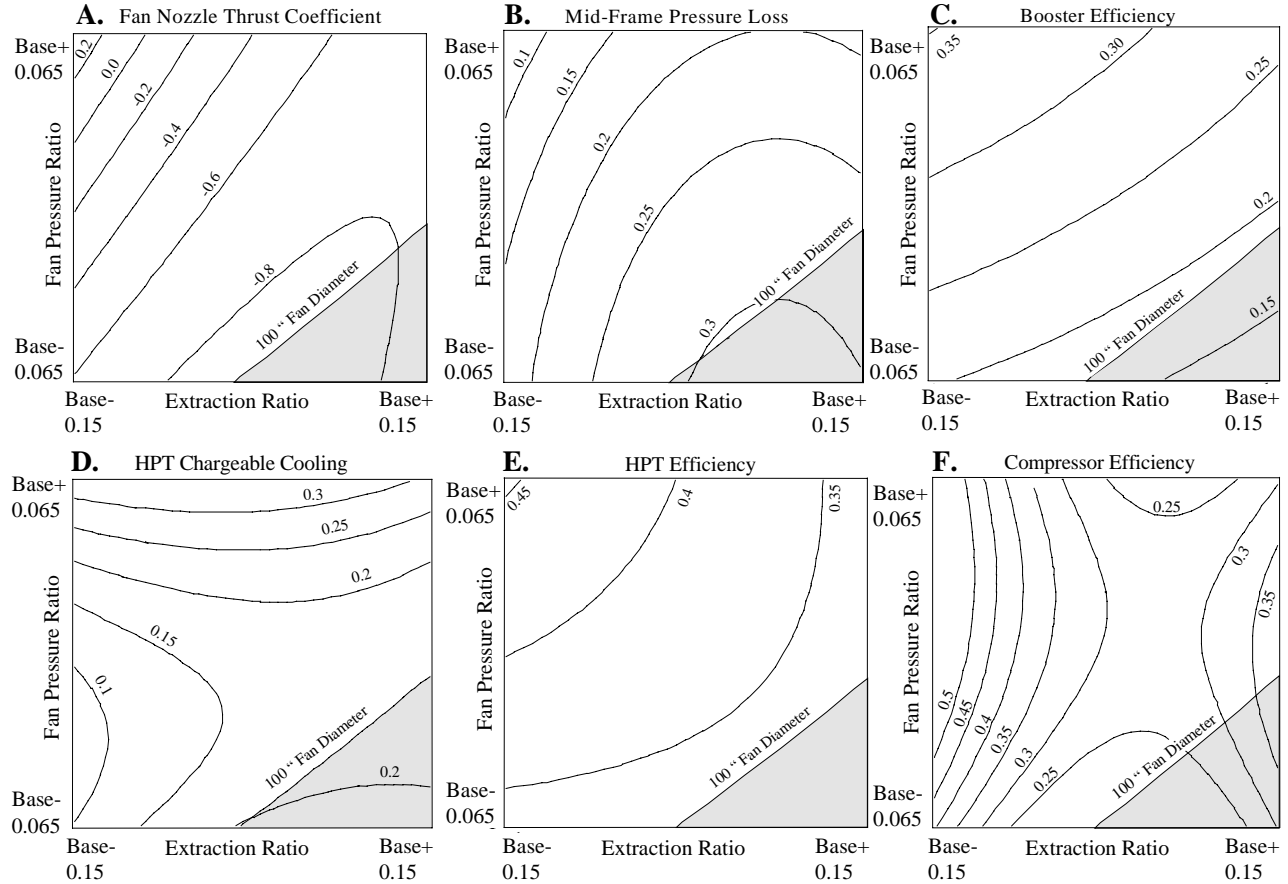 A. Fan Nozzle Thrust Coefficient
Base+
0.065
Fan Pressure Ratio
Base-
0.065
0.2
0.0
-0.2
-0.4
-0.6
-0.8
100 “ Fan Diameter
Base-
0.15
Extraction Ratio
Base+
0.15
B. Mid-Frame Pressure Loss
Base+
0.065
Fan Pressure Ratio
Base-
0.065
0.1
0.15
0.2
0.25
0.3
100 “ Fan Diameter
Base-
0.15
Extraction Ratio
Base+
0.15
C. Booster Efficiency
Base+
0.065
Fan Pressure Ratio
Base-
0.065
0.35
0.30
0.25
0.2
0.15
100 “ Fan Diameter
Base-
0.15
Extraction Ratio
Base+
0.15
D. HPT Chargeable Cooling
Base+
0.065
Fan Pressure Ratio
Base-
0.065
0.3
0.25
0.2
0.15
0.1
100 “ Fan Diameter
0.2
Base-
0.15
Extraction Ratio
Base+
0.15
E. HPT Efficiency
Base+
0.065
Fan Pressure Ratio
Base-
0.065
0.45
0.4
0.35
100 “ Fan Diameter
Base-
0.15
Extraction Ratio
Base+
0.15
F. Compressor Efficiency
Base+
0.065
Fan Pressure Ratio
Base-
0.065
0.25
0.3
0.35
0.5
0.45
0.4
0.35
0.3
0.25
100 “ Fan Diameter
Base-
0.15
Extraction Ratio
Base+
0.15